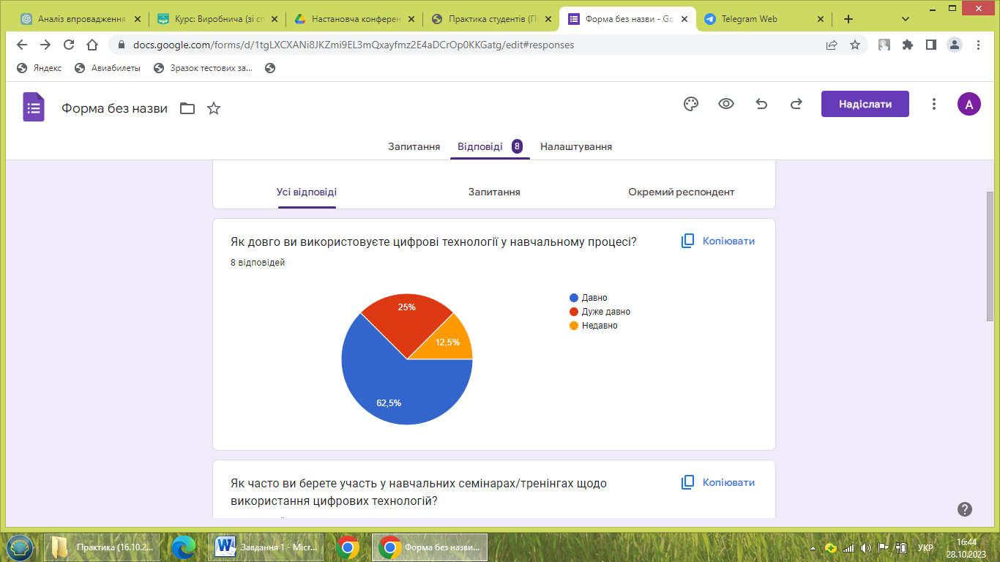 Аналіз впровадження
Курс: Виробнича (зі сп
Настановча конферен
Практика студентів (П
Форма без назви - Go
Telegram Web
docs.google.com/forms/d/1tgLXCXANi8JKZmi9EL3mQxayfmz2E4aDCrOp0KKGatg/edit#responses
Яндекс
Авиабилеты
Зразок тестових за...
Форма без назви
Надіслати
А
Запитання
Відповіді 8
Налаштування
Усі відповіді
Запитання
Окремий респондент
Як довго ви використовуєте цифрові технології у навчальному процесі?
Копіювати
8 відповідей
25%
12,5%
62,5%
Давно
Дуже давно
Недавно
Як часто ви берете участь у навчальних семінарах/тренінгах щодо
використання цифрових технологій?
Копіювати
Практика (16.10.2...
Завдання 1 - Micr...
Форма без назви...
УКР
16:44
28.10.2023